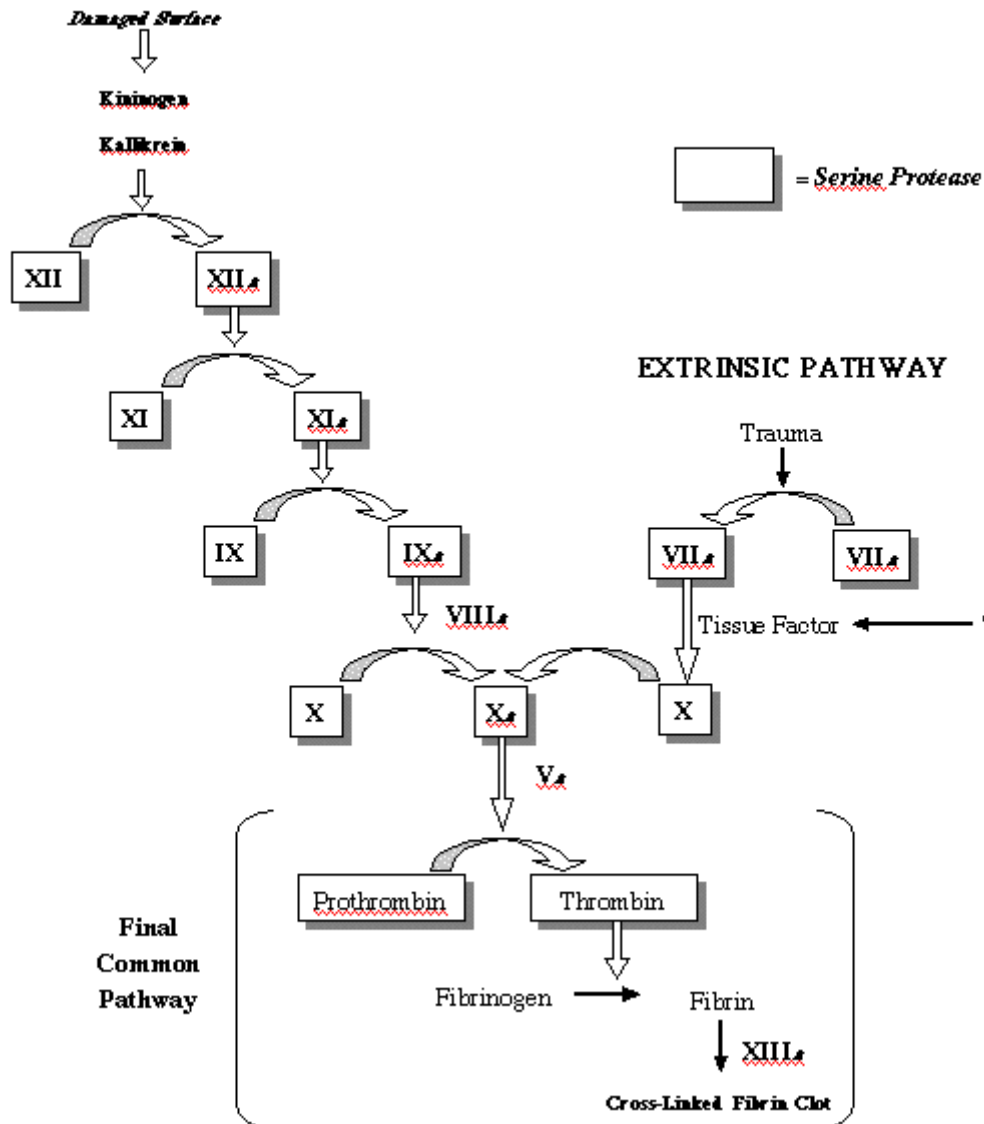 Damaged Surface
Kininogen
Kallikrein
= Serine Protease
XII
XIIa
EXTRINSIC PATHWAY
XI
XIa
Trauma
IX
IXa
VIIa
VIIa
VIIIa
Tissue Factor
X
Xa
X
Va
Prothrombin
Thrombin
Final
Common
Pathway
Fibrinogen
Fibrin
XIIIa
Cross-Linked Fibrin Clot